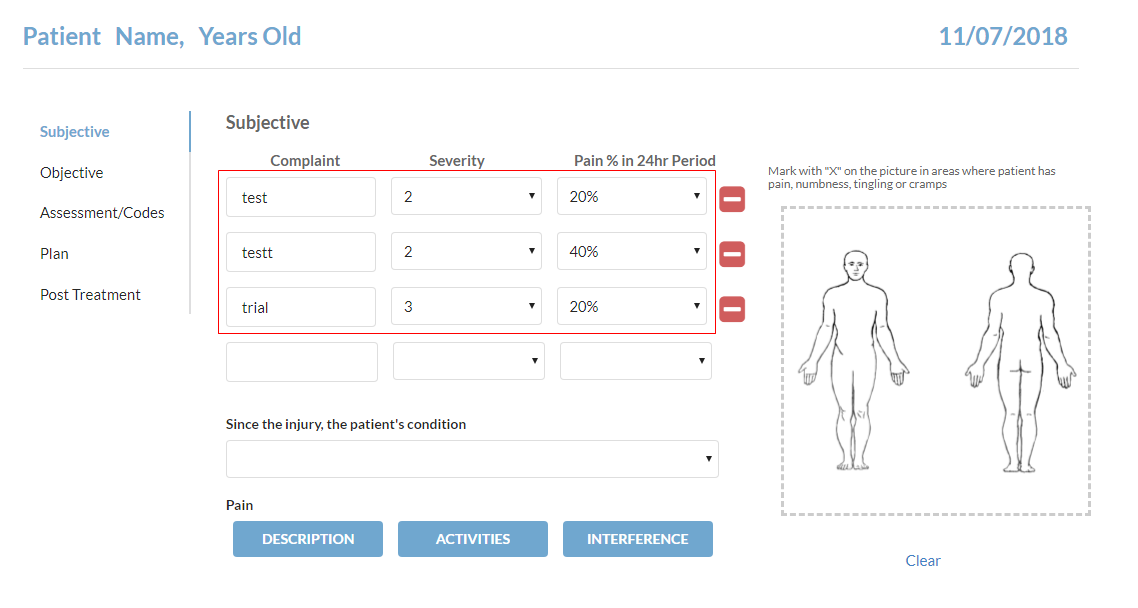 Patient Name, Years Old 11/07/2018
Subjective
Objective
Assessment/Codes
Plan
Post Treatment
Subjective
Complaint Severity Pain % in 24hr Period
test 2 20%
testt 2 40%
trial 3 20%
Since the injury, the patient's condition
Pain
DESCRIPTION ACTIVITIES INTERFERENCE
Mark with "X" on the picture in areas where patient has
pain, numbness, tingling or cramps
Clear